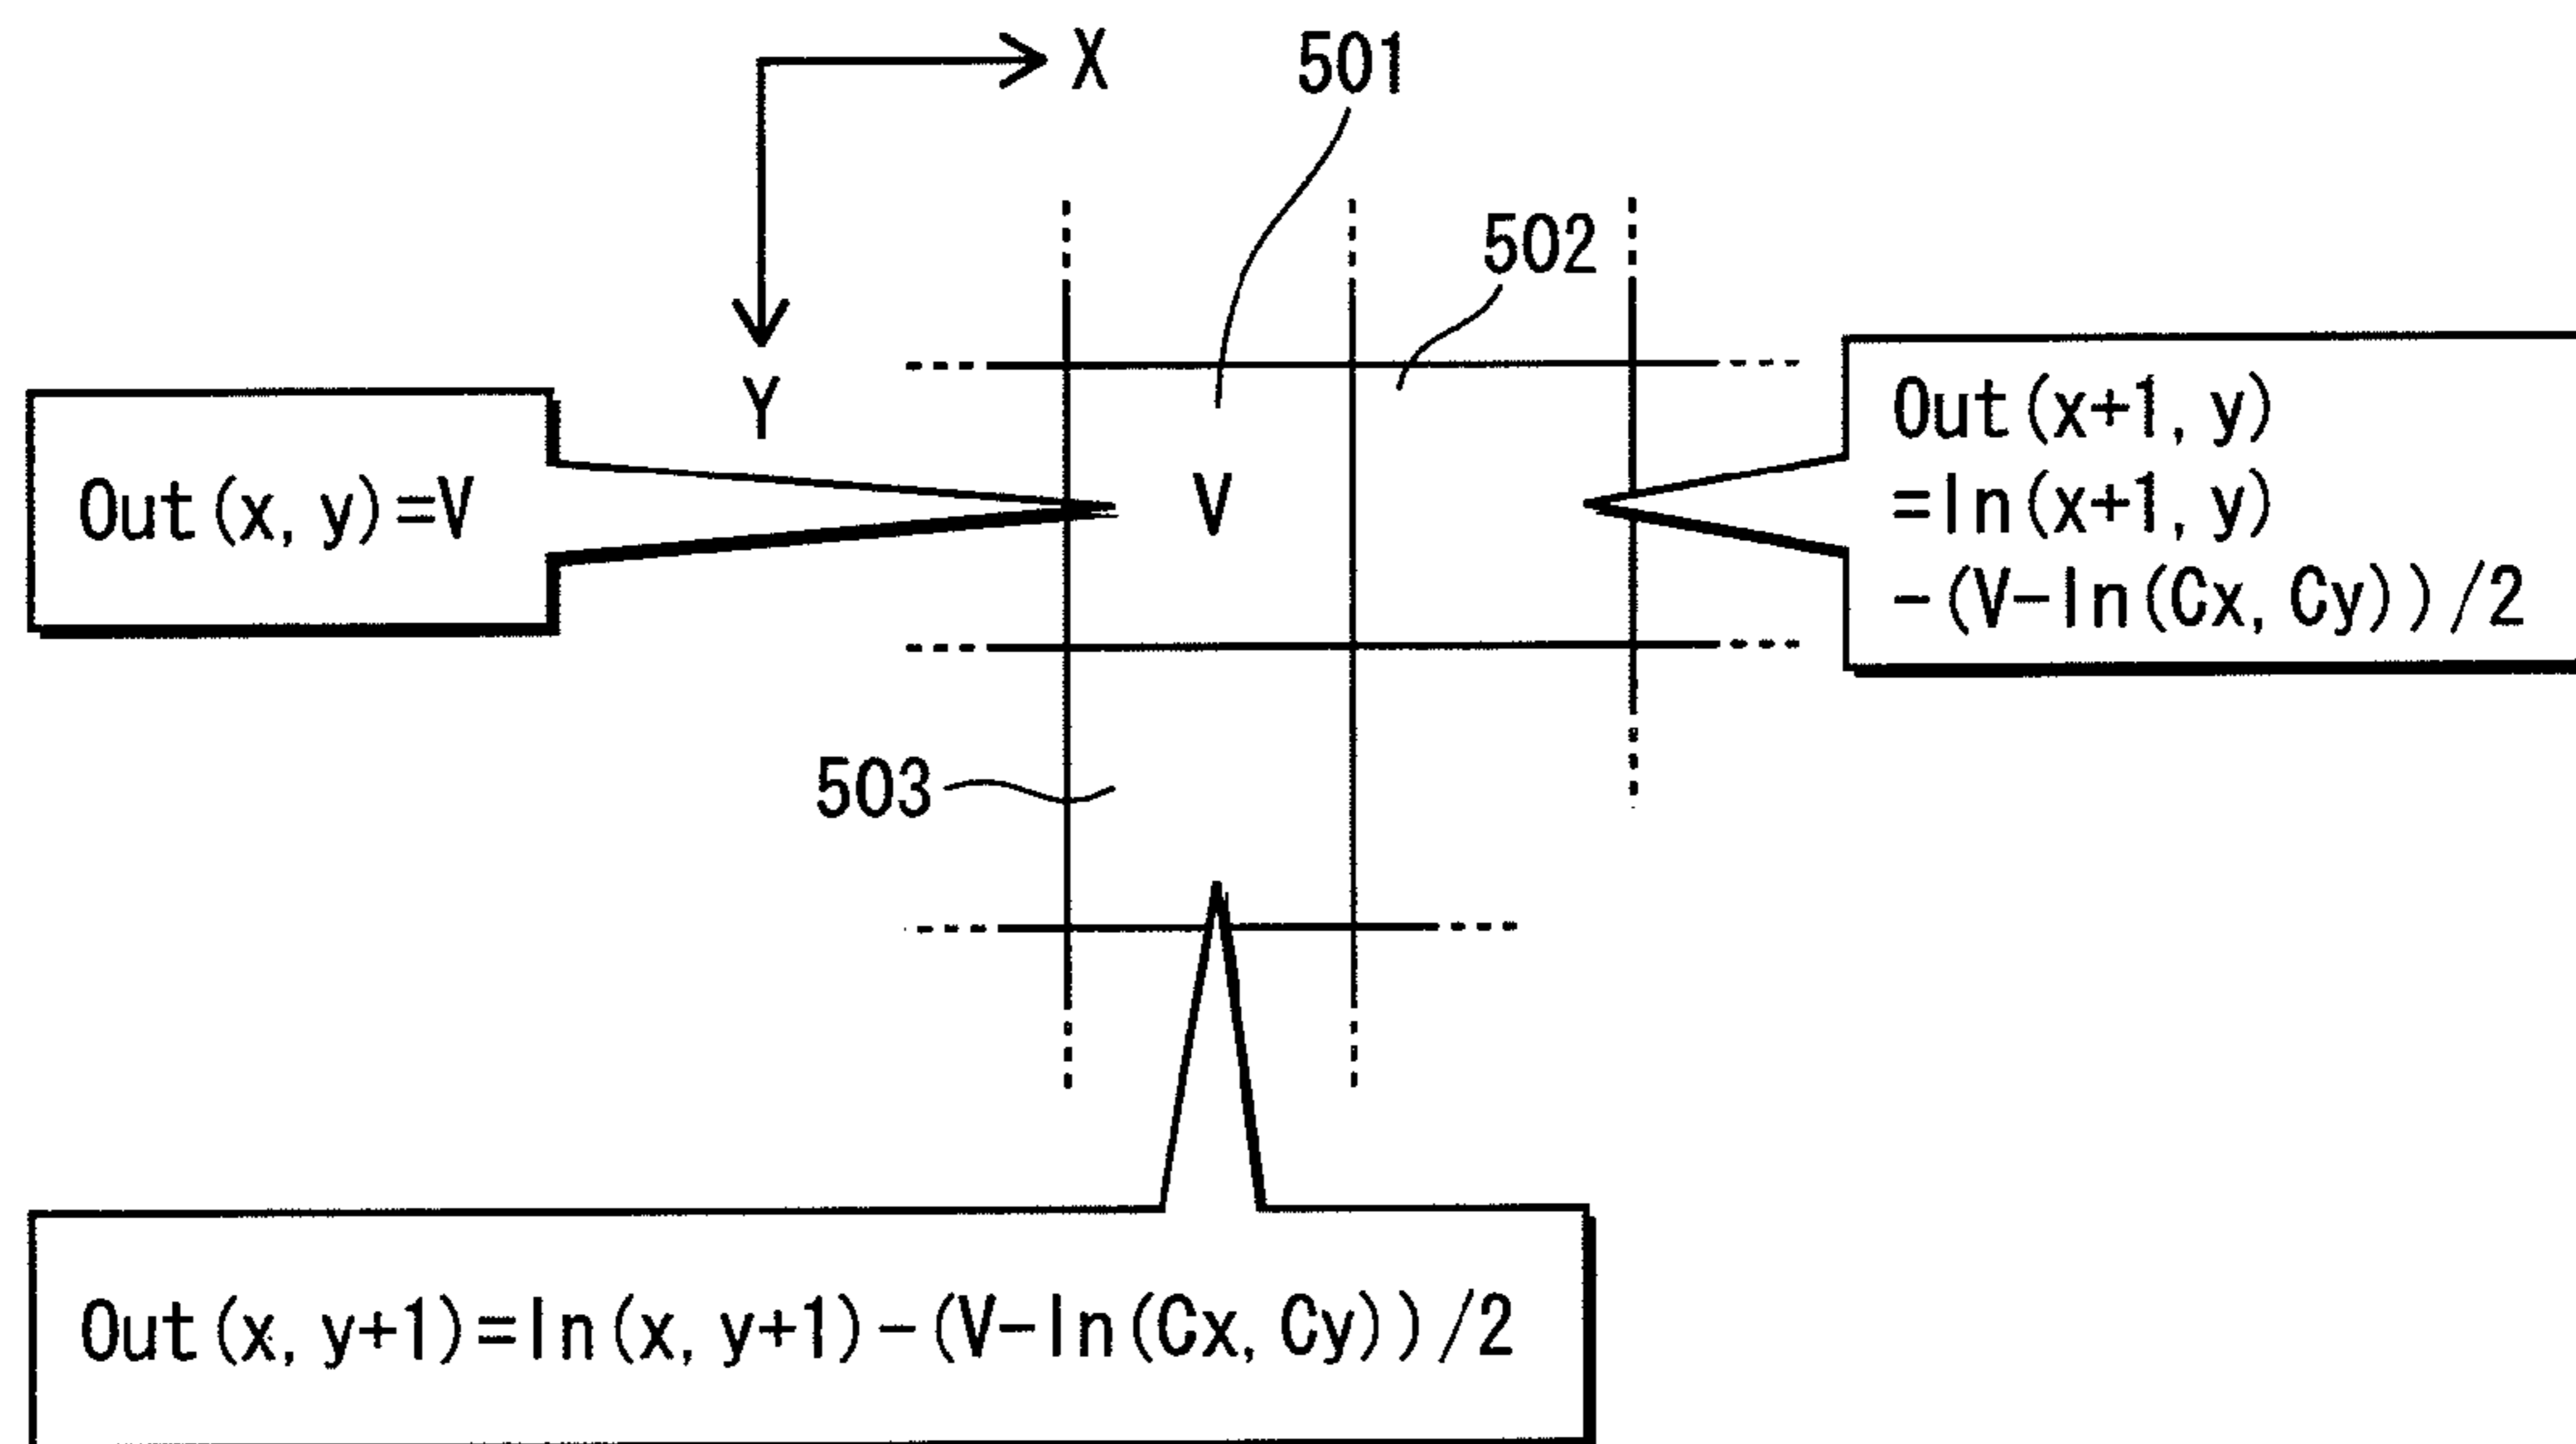 X
501
502
Y
Out(x, y)=V
V
Out(x+1, y)
=In(x+1, y)
-(V-In(Cx, Cy))/2
503
Out(x, y+1)=In(x, y+1)-(V-In(Cx, Cy))/2